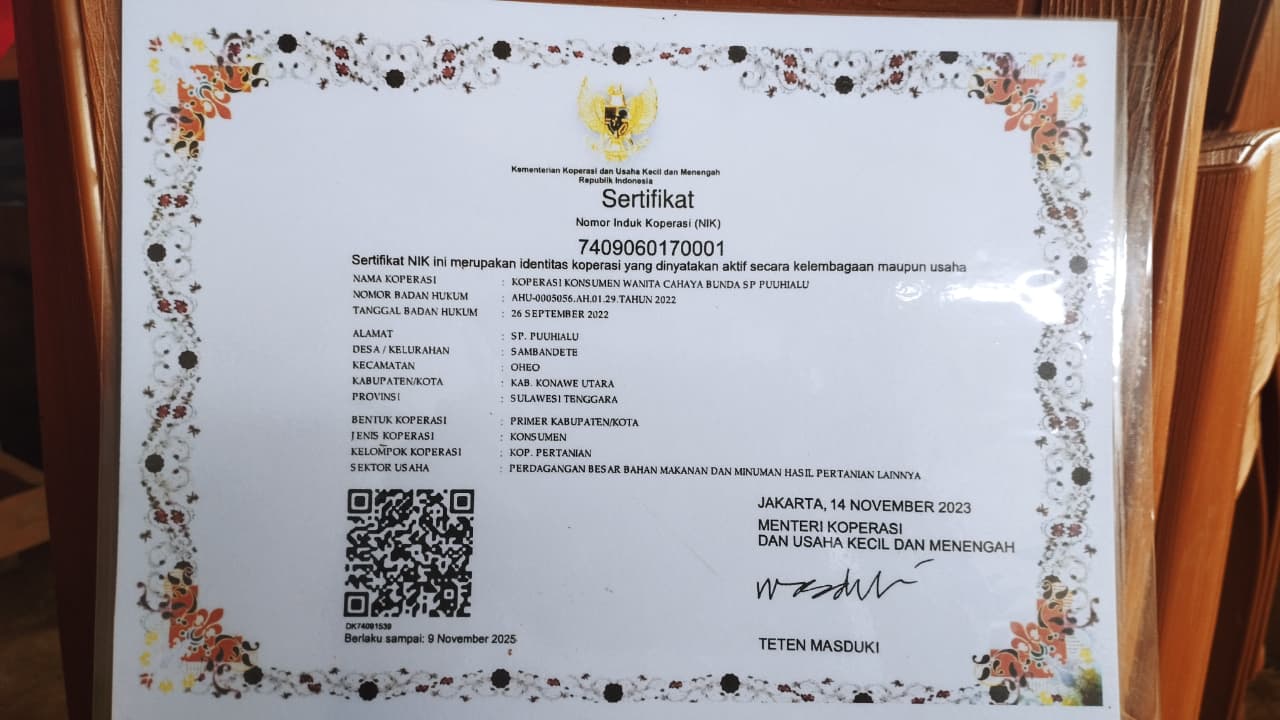 Kementerian Koperasi dan Usaha Kecil dan Menengah
Republik Indonesia
Sertifikat
Nomor Induk Koperasi (NIK)
7409060170001
Sertifikat NIK ini merupakan identitas koperasi yang dinyatakan aktif secara kelembagaan maupun usaha
NAMA KOPERASI : KOPERASI KONSUMEN WANITA CAHAYA BUNDA SP PUUHIALU
NOMOR BADAN HUKUM : AHU-0005056.AH.01.29.TAHUN 2022
TANGGAL BADAN HUKUM : 26 SEPTEMBER 2022
ALAMAT : SP. PUUHIALU
DESA / KELURAHAN : SAMBANDETE
KECAMATAN : OHEO
KABUPATEN/KOTA : KAB. KONAWE UTARA
PROVINSI : SULAWESI TENGGARA
BENTUK KOPERASI : PRIMER KABUPATEN/KOTA
JENIS KOPERASI : KONSUMEN
KELOMPOK KOPERASI : KOP. PERTANIAN
SEKTOR USAHA : PERDAGANGAN BESAR BAHAN MAKANAN DAN MINUMAN HASIL PERTANIAN LAINNYA
JAKARTA, 14 NOVEMBER 2023
MENTERI KOPERASI
DAN USAHA KECIL DAN MENENGAH
DK74091539
Berlaku sampai: 9 November 2025
TETEN MASDUKI